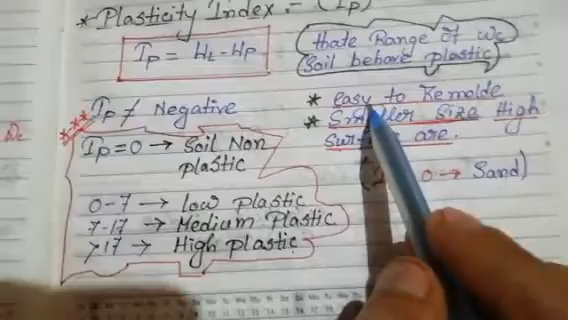 * Plasticity Index :- (Ip)
Ip = WL - Wp
thate Range of Wc
Soil behave plastic
Ip ≠ Negative
Ip=0 → Soil Non
plastic
0-7 → low plastic
7-17 → Medium Plastic
>17 → High plastic
* easy to Remolde
* Smaller Size High
are.
0 → Sand)